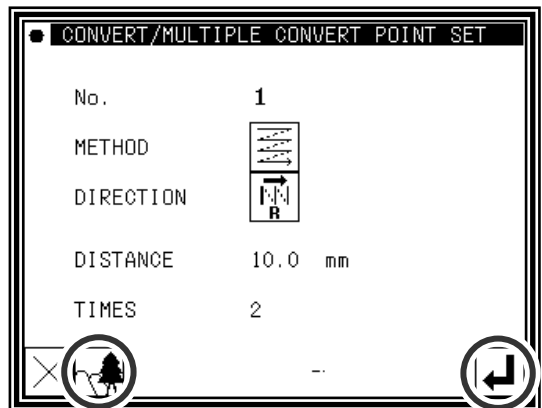 CONVERT/MULTIPLE CONVERT POINT SET
No. 1
METHOD
DIRECTION R
DISTANCE 10.0 mm
TIMES 2